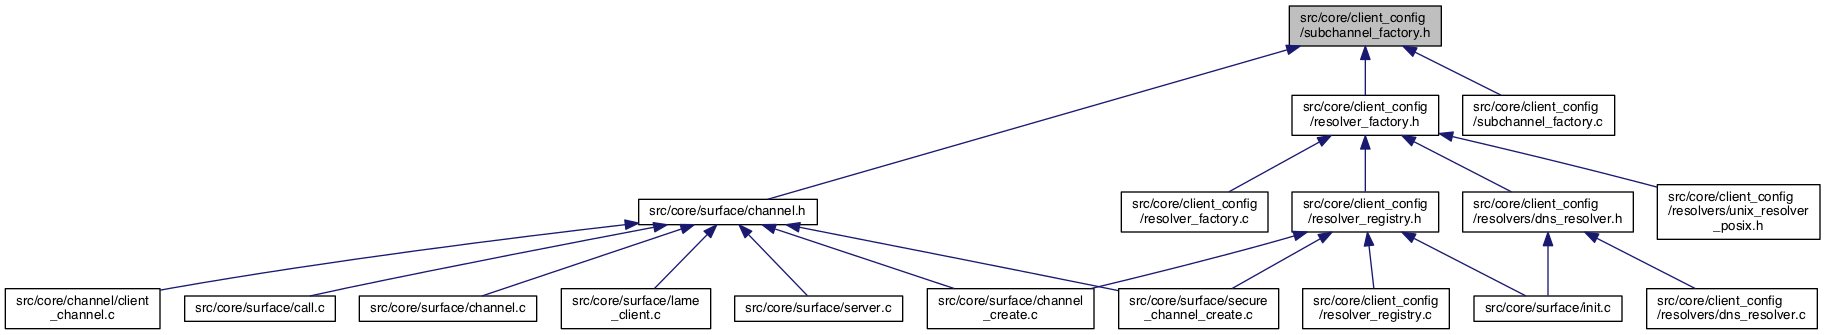 src/core/client_config
/subchannel_factory.h
src/core/client_config
/resolver_factory.h
src/core/client_config
/subchannel_factory.c
src/core/surface/channel.h
src/core/client_config
/resolver_factory.c
src/core/client_config
/resolver_registry.h
src/core/client_config
/resolvers/dns_resolver.h
src/core/client_config
/resolvers/unix_resolver
_posix.h
src/core/channel/client
_channel.c
src/core/surface/call.c
src/core/surface/channel.c
src/core/surface/lame
_client.c
src/core/surface/server.c
src/core/surface/channel
_create.c
src/core/surface/secure
_channel_create.c
src/core/client_config
/resolver_registry.c
src/core/surface/init.c
src/core/client_config
/resolvers/dns_resolver.c